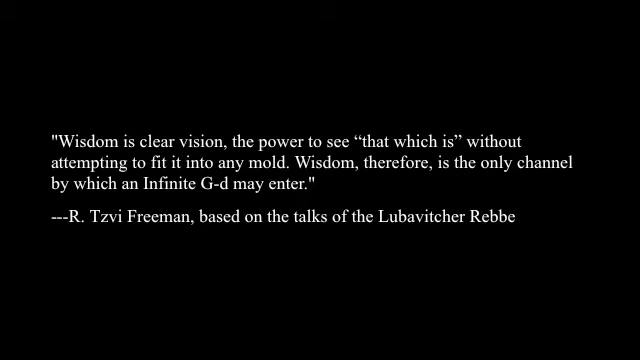 "Wisdom is clear vision, the power to see “that which is” without
attempting to fit it into any mold. Wisdom, therefore, is the only channel
by which an Infinite G-d may enter."
---R. Tzvi Freeman, based on the talks of the Lubavitcher Rebbe